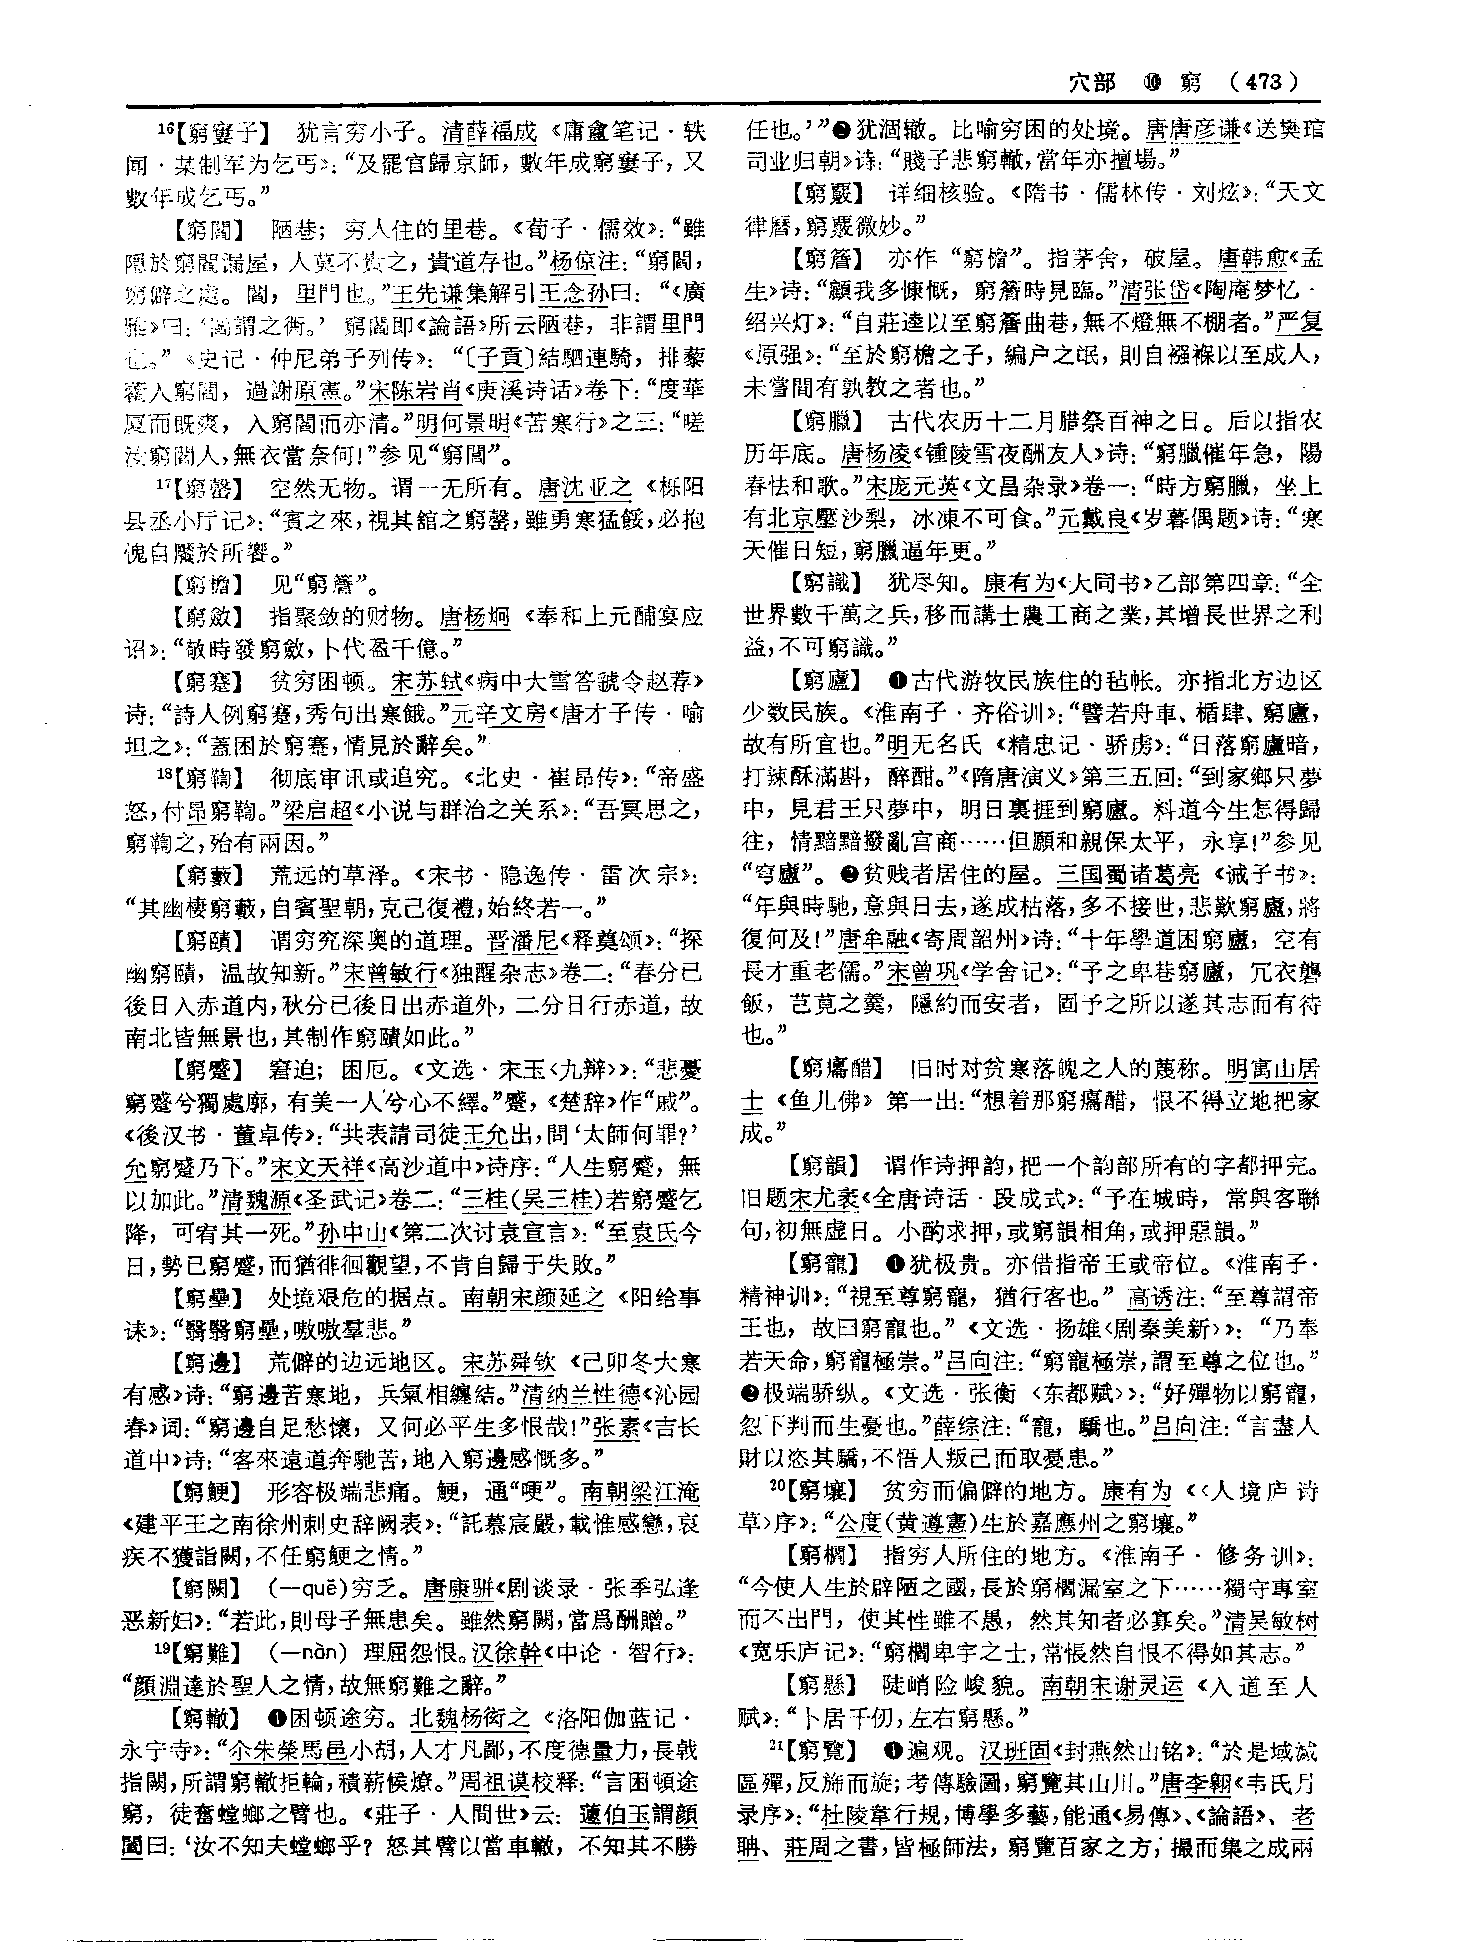 穴部 ⑩ 窮 （473）
16【窮窶子】 犹言穷小子。清薛福成《庸盦笔记·轶
闻·某制军为乞丐》：“及罷官歸京師，數年成窮窶子，又
數年成乞丐。”
【窮閻】 陋巷；穷人住的里巷。《荀子·儒效》：“雖
隱於窮閻漏屋，人莫不貴之，貴道存也。”杨倞注：“窮閻，
窮僻之處。閻，里門也。”王先谦集解引王念孙曰：“《廣
雅》曰：‘閻謂之衖。’窮閻即《論語》所云陋巷，非謂里門
也。”《史记·仲尼弟子列传》：“〔子貢〕結駟連騎，排藜
藿入窮閻，過謝原憲。”宋陈岩肖《庚溪诗话》卷下：“度華
厦而既爽，入窮閻而亦清。”明何景明《苦寒行》之三：“嗟
汝窮閻人，無衣當奈何！”参见“窮閭”。
17【窮罄】 空然无物。谓一无所有。唐沈亚之《栎阳
县丞小厅记》：“賓之來，視其舘之窮罄，雖勇寒猛餒，必抱
愧自魘於所饗。”
【窮檐】 见“窮簷”。
【窮斂】 指聚敛的财物。唐杨炯《奉和上元酺宴应
诏》：“敂時發窮斂，卜代盈千億。”
【窮蹇】 贫穷困顿。宋苏轼《病中大雪答虢令赵荐》
诗：“詩人例窮蹇，秀句出寒餓。”元辛文房《唐才子传·喻
坦之》：“蓋困於窮蹇，情見於辭矣。”
18【窮鞫】 彻底审讯或追究。《北史·崔昂传》：“帝盛
怒，付昂窮鞫。”梁启超《小说与群治之关系》：“吾冥思之，
窮鞫之，殆有兩因。”
【窮藪】 荒远的草泽。《宋书·隐逸传·雷次宗》：
“其幽棲窮藪，自賓聖朝，克己復禮，始終若一。”
【窮賾】 谓穷究深奥的道理。晋潘尼《释奠颂》：“探
幽窮賾，温故知新。”宋曾敏行《独醒杂志》卷二：“春分已
後日入赤道内，秋分已後日出赤道外，二分日行赤道，故
南北皆無景也，其制作窮賾如此。”
【窮蹙】 窘迫；困厄。《文选·宋玉〈九辩〉》：“悲憂
窮蹙兮獨處廓，有美一人兮心不繹。”蹙，《楚辞》作“戚”。
《後汉书·董卓传》：“共表請司徒王允出，問‘太師何罪？’
允窮蹙乃下。”宋文天祥《高沙道中》诗序：“人生窮蹙，無
以加此。”清魏源《圣武记》卷二：“三桂（吴三桂）若窮蹙乞
降，可宥其一死。”孙中山《第二次讨袁宣言》：“至袁氏今
日，勢已窮蹙，而猶徘徊觀望，不肯自歸于失敗。”
【窮壘】 处境艰危的据点。南朝宋颜延之《阳给事
诔》：“翳翳窮壘，嗷嗷羣悲。”
【窮邊】 荒僻的边远地区。宋苏舜钦《己卯冬大寒
有感》诗：“窮邊苦寒地，兵氣相纏結。”清纳兰性德《沁园
春》词：“窮邊自足愁懷，又何必平生多恨哉！”张素《吉长
道中》诗：“客來遠道奔馳苦，地入窮邊感慨多。”
【窮鯁】 形容极端悲痛。鯁，通“哽”。南朝梁江淹
《建平王之南徐州刺史辞阙表》：“託慕宸嚴，載惟感戀，哀
疾不獲詣闕，不任窮鯁之情。”
【窮闕】 （—quē）穷乏。唐康骈《剧谈录·张季弘逢
恶新妇》：“若此，則母子無患矣。雖然窮闕，當爲酬贈。”
19【窮難】 （—nàn）理屈怨恨。汉徐幹《中论·智行》：
“顔淵達於聖人之情，故無窮難之辭。”
【窮轍】 ❶困顿途穷。北魏杨衒之《洛阳伽蓝记·
永宁寺》：“尒朱榮馬邑小胡，人才凡鄙，不度德量力，長戟
指闕，所謂窮轍拒輪，積薪候燎。”周祖谟校释：“言困頓途
窮，徒奮螳螂之臂也。《莊子·人間世》云：蘧伯玉謂顔
闔曰：‘汝不知夫螳螂乎？怒其臂以當車轍，不知其不勝
任也。’”❷犹涸辙。比喻穷困的处境。唐唐彦谦《送樊琯
司业归朝》诗：“賤子悲窮轍，當年亦擅場。”
【窮覈】 详细核验。《隋书·儒林传·刘炫》：“天文
律曆，窮覈微妙。”
【窮簷】 亦作“窮檐”。指茅舍，破屋。唐韩愈《孟
生》诗：“顧我多慷慨，窮簷時見臨。”清张岱《陶庵梦忆·
绍兴灯》：“自莊逵以至窮簷曲巷，無不燈無不棚者。”严复
《原强》：“至於窮檐之子，編户之氓，則自襁褓以至成人，
未嘗間有孰教之者也。”
【窮臘】 古代农历十二月腊祭百神之日。后以指农
历年底。唐杨凌《锺陵雪夜酬友人》诗：“窮臘催年急，陽
春怯和歌。”宋庞元英《文昌杂录》卷一：“時方窮臘，坐上
有北京壓沙梨，冰凍不可食。”元戴良《岁暮偶题》诗：“寒
天催日短，窮臘逼年更。”
【窮識】 犹尽知。康有为《大同书》乙部第四章：“全
世界數千萬之兵，移而講士農工商之業，其增長世界之利
益，不可窮識。”
【窮廬】 ❶古代游牧民族住的毡帐。亦指北方边区
少数民族。《淮南子·齐俗训》：“譬若舟車、楯肆、窮廬，
故有所宜也。”明无名氏《精忠记·骄虏》：“日落窮廬暗，
打辣酥滿斟，醉酣。”《隋唐演义》第三五回：“到家鄉只夢
中，見君王只夢中，明日裏捱到窮廬。料道今生怎得歸
往，情黯黯撥亂宫商……但願和親保太平，永享！”参见
“穹廬”。❷贫贱者居住的屋。三国蜀诸葛亮《诫子书》：
“年與時馳，意與日去，遂成枯落，多不接世，悲歎窮廬，將
復何及！”唐牟融《寄周韶州》诗：“十年學道困窮廬，空有
長才重老儒。”宋曾巩《学舍记》：“予之卑巷窮廬，冗衣礱
飯，芑莧之羹，隱約而安者，固予之所以遂其志而有待
也。”
【窮癟醋】 旧时对贫寒落魄之人的蔑称。明寓山居
士《鱼儿佛》第一出：“想着那窮癟醋，恨不得立地把家
成。”
【窮韻】 谓作诗押韵，把一个韵部所有的字都押完。
旧题宋尤袤《全唐诗话·段成式》：“予在城時，常與客聯
句，初無虚日。小酌求押，或窮韻相角，或押惡韻。”
【窮寵】 ❶犹极贵。亦借指帝王或帝位。《淮南子·
精神训》：“視至尊窮寵，猶行客也。”高诱注：“至尊謂帝
王也，故曰窮寵也。”《文选·扬雄〈剧秦美新〉》：“乃奉
若天命，窮寵極崇。”吕向注：“窮寵極崇，謂至尊之位也。”
❷极端骄纵。《文选·张衡〈东都赋〉》：“好殫物以窮寵，
忽下判而生憂也。”薛综注：“寵，驕也。”吕向注：“言盡人
財以恣其驕，不悟人叛己而取憂患。”
20【窮壤】 贫穷而偏僻的地方。康有为《〈人境庐诗
草〉序》：“公度（黄遵憲）生於嘉應州之窮壤。”
【窮櫩】 指穷人所住的地方。《淮南子·修务训》：
“今使人生於辟陋之國，長於窮櫩漏室之下……獨守專室
而不出門，使其性雖不愚，然其知者必寡矣。”清吴敏树
《宽乐庐记》：“窮櫩卑宇之士，常悵然自恨不得如其志。”
【窮懸】 陡峭险峻貌。南朝宋谢灵运《入道至人
赋》：“卜居千仞，左右窮懸。”
21【窮覽】 ❶遍观。汉班固《封燕然山铭》：“於是域滅
區殫，反旆而旋；考傳驗圖，窮覽其山川。”唐李翱《韦氏月
录序》：“杜陵韋行規，博學多藝，能通《易傳》、《論語》、老
聃、莊周之書，皆極師法，窮覽百家之方，撮而集之成兩